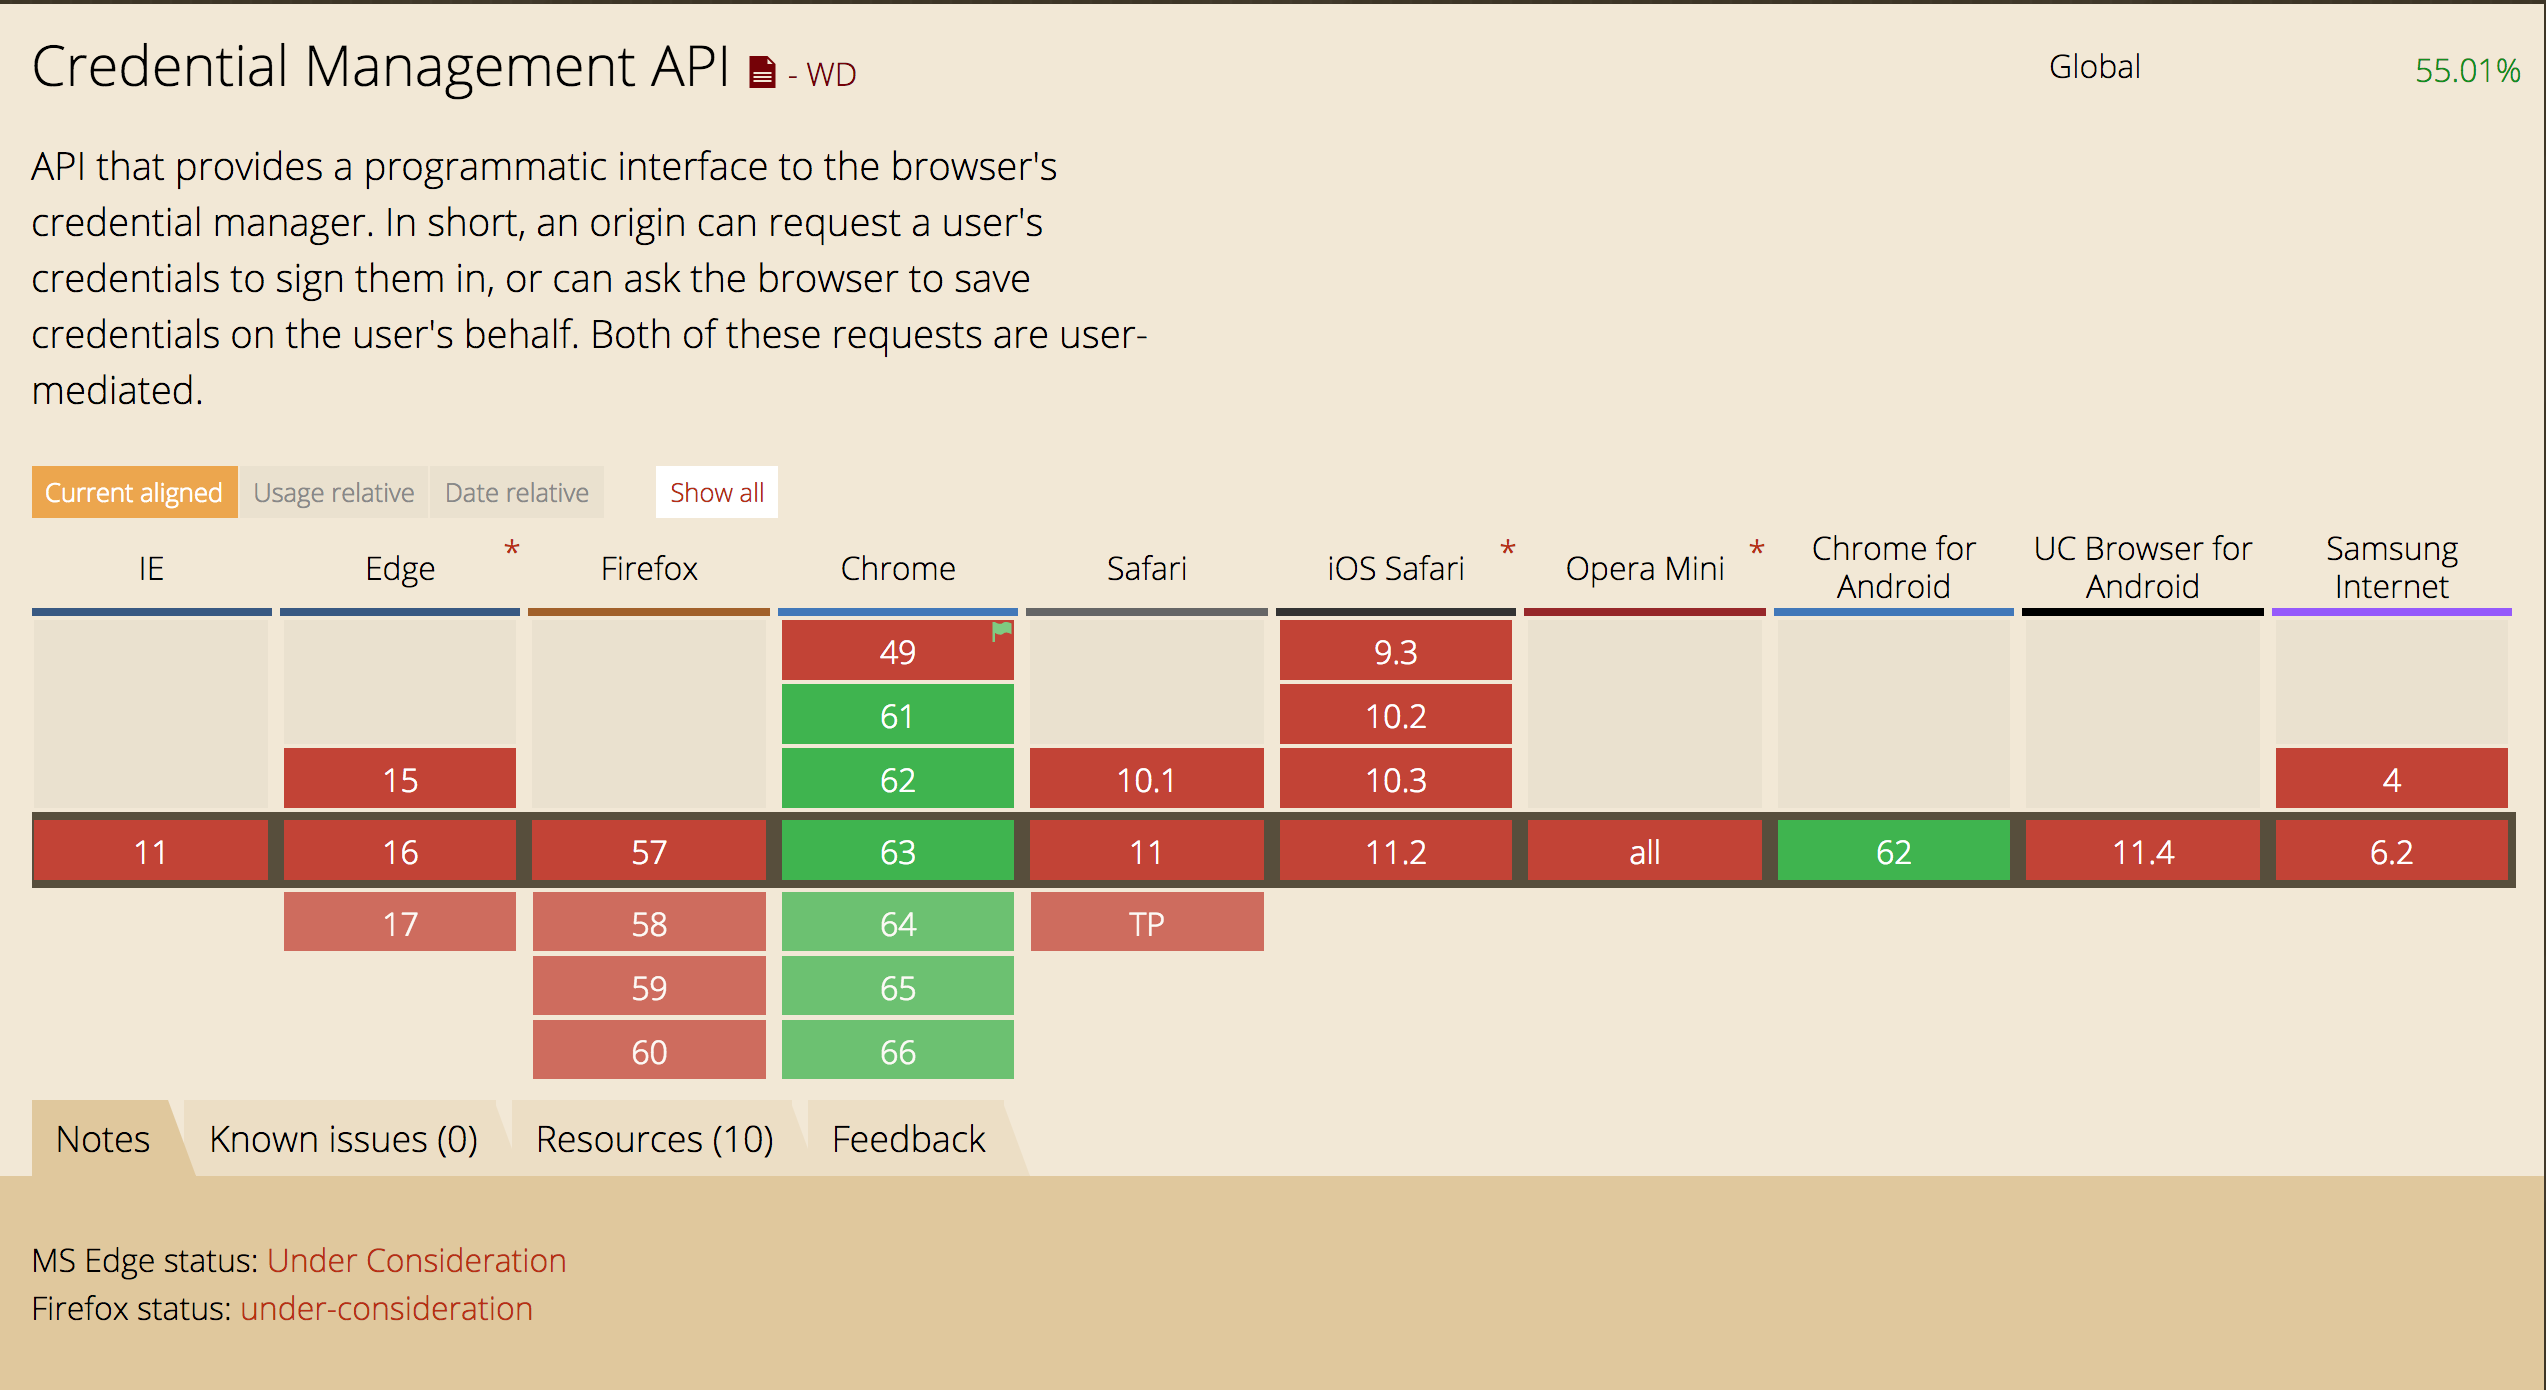 Credential Management API - WD
Global 55.01%
API that provides a programmatic interface to the browser's
credential manager. In short, an origin can request a user's
credentials to sign them in, or can ask the browser to save
credentials on the user's behalf. Both of these requests are user-
mediated.
Current aligned Usage relative Date relative Show all
IE Edge * Firefox Chrome Safari iOS Safari * Opera Mini * Chrome for Android UC Browser for Android Samsung Internet
49 9.3
61 10.2
15 62 10.1 10.3 4
11 16 57 63 11 11.2 all 62 11.4 6.2
17 58 64 TP
59 65
60 66
Notes Known issues (0) Resources (10) Feedback
MS Edge status: Under Consideration
Firefox status: under-consideration